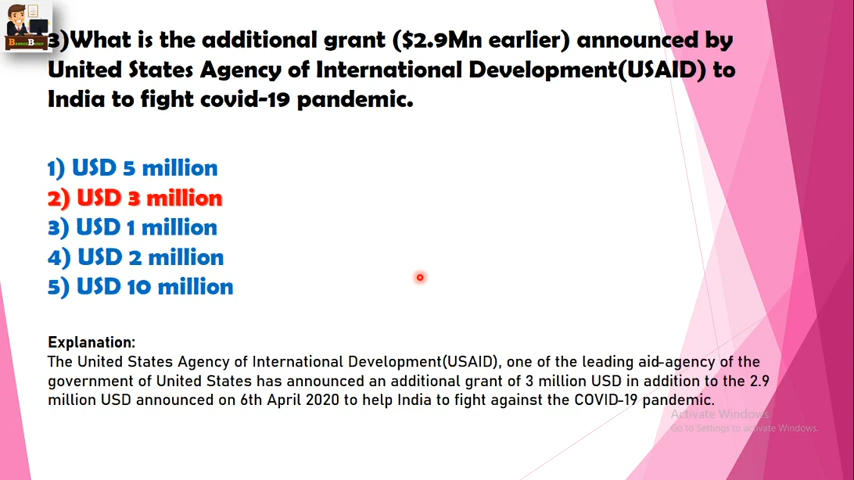 3)What is the additional grant ($2.9Mn earlier) announced by
United States Agency of International Development(USAID) to
India to fight covid-19 pandemic.
1) USD 5 million
2) USD 3 million
3) USD 1 million
4) USD 2 million
5) USD 10 million
Explanation:
The United States Agency of International Development(USAID), one of the leading aid-agency of the
government of United States has announced an additional grant of 3 million USD in addition to the 2.9
million USD announced on 6th April 2020 to help India to fight against the COVID-19 pandemic.
Activate Windows
Go to Settings to activate Windows.